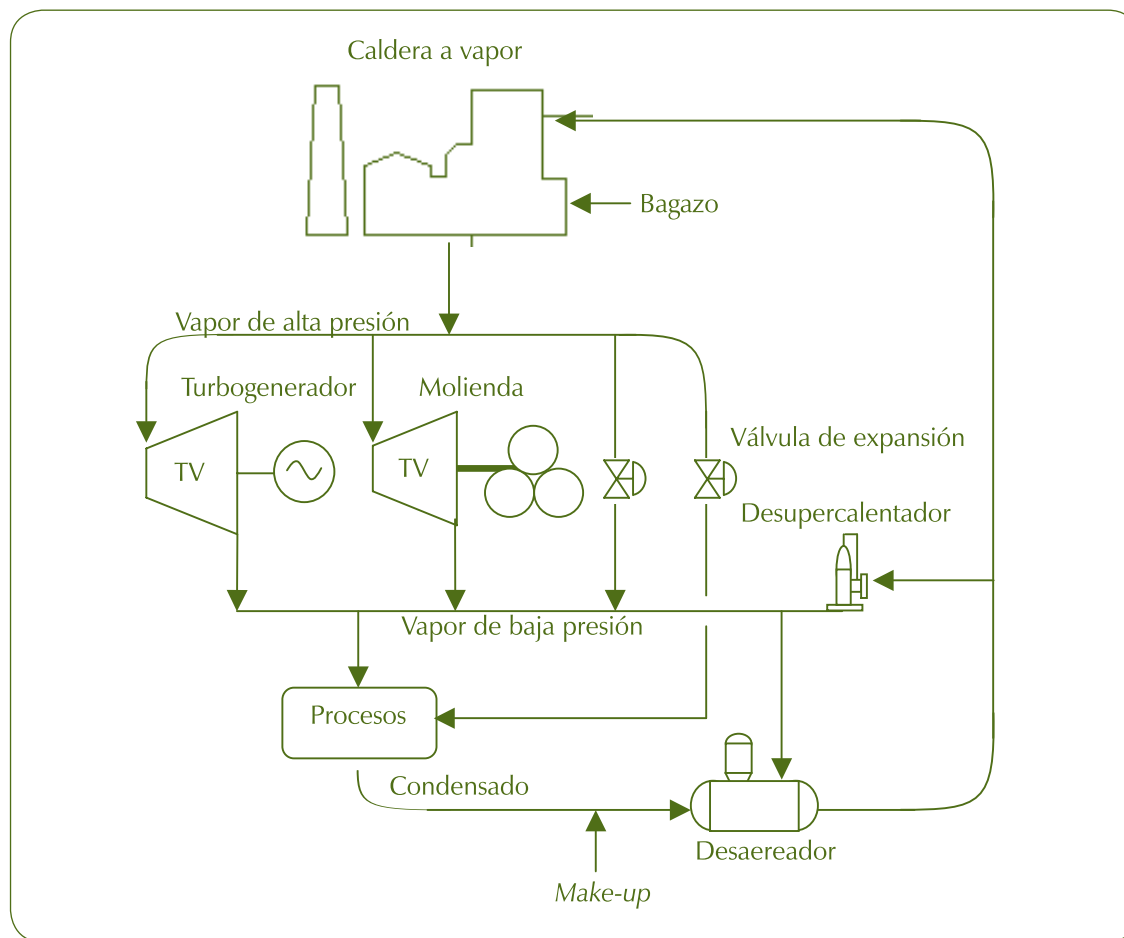 Caldera a vapor
Bagazo
Vapor de alta presión
Turbogenerador
Molienda
Válvula de expansión
TV
TV
Desupercalentador
Vapor de baja presión
Procesos
Condensado
Desaereador
Make-up